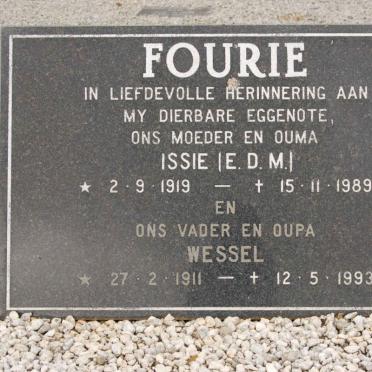 FOURIE
IN LIEFDEVOLLE HERINNERING AAN
MY DIERBARE EGGENOTE,
ONS MOEDER EN OUMA
ISSIE (E.D.M.)
★ 2·9·1919 — † 15·11·1989
EN
ONS VADER EN OUPA
WESSEL
★ 27·2·1911 — † 12·5·1993